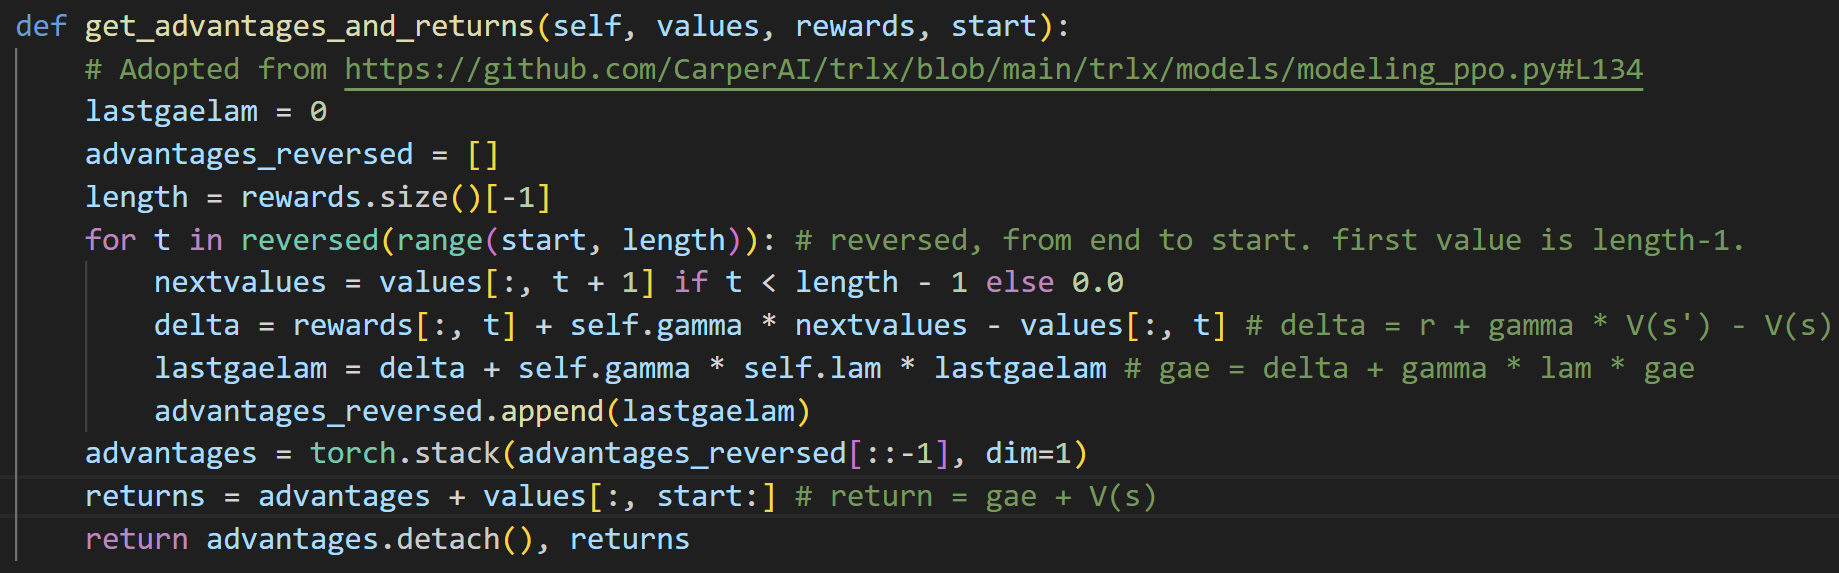 def get_advantages_and_returns(self, values, rewards, start):
    # Adopted from https://github.com/CarperAI/trlx/blob/main/trlx/models/modeling_ppo.py#L134
    lastgaelam = 0
    advantages_reversed = []
    length = rewards.size()[-1]
    for t in reversed(range(start, length)): # reversed, from end to start. first value is length-1.
        nextvalues = values[:, t + 1] if t < length - 1 else 0.0
        delta = rewards[:, t] + self.gamma * nextvalues - values[:, t] # delta = r + gamma * V(s') - V(s)
        lastgaelam = delta + self.gamma * self.lam * lastgaelam # gae = delta + gamma * lam * gae
        advantages_reversed.append(lastgaelam)
    advantages = torch.stack(advantages_reversed[::-1], dim=1)
    returns = advantages + values[:, start:] # return = gae + V(s)
    return advantages.detach(), returns